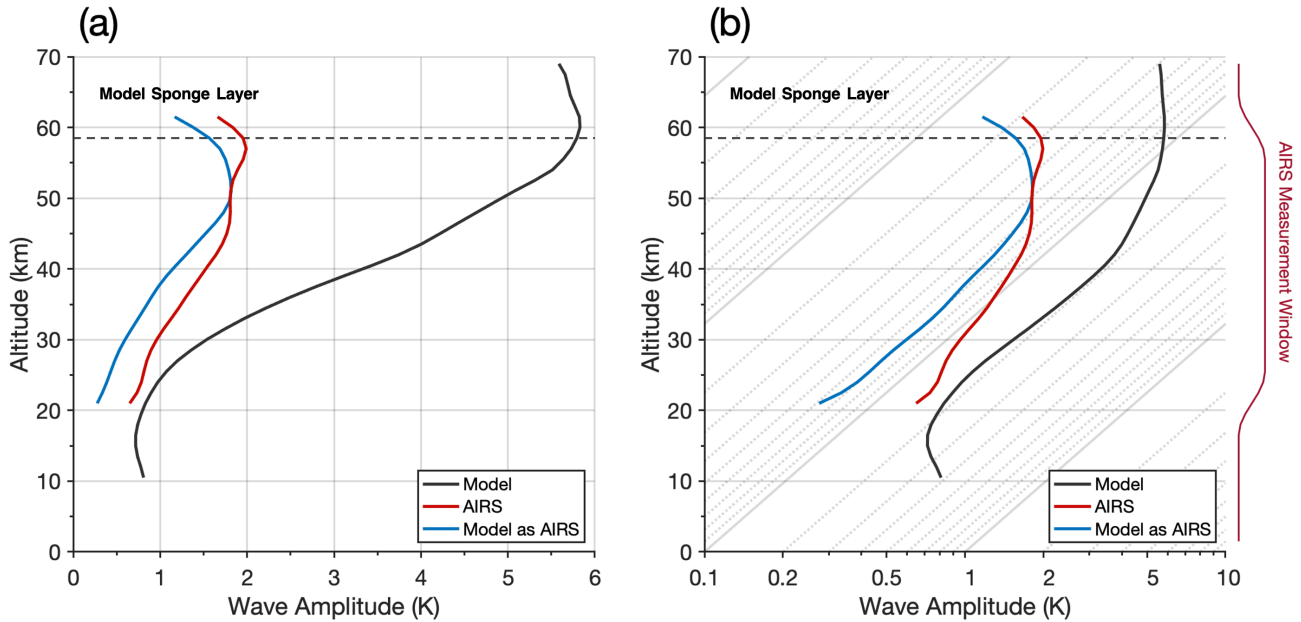 (a)
70
60
50
40
30
20
10
0
Altitude (km)
Model Sponge Layer
Model
AIRS
Model as AIRS
0 1 2 3 4 5 6
Wave Amplitude (K)
(b)
70
60
50
40
30
20
10
0
Altitude (km)
Model Sponge Layer
Model
AIRS
Model as AIRS
0.1 0.2 0.5 1 2 5 10
Wave Amplitude (K)
AIRS Measurement Window